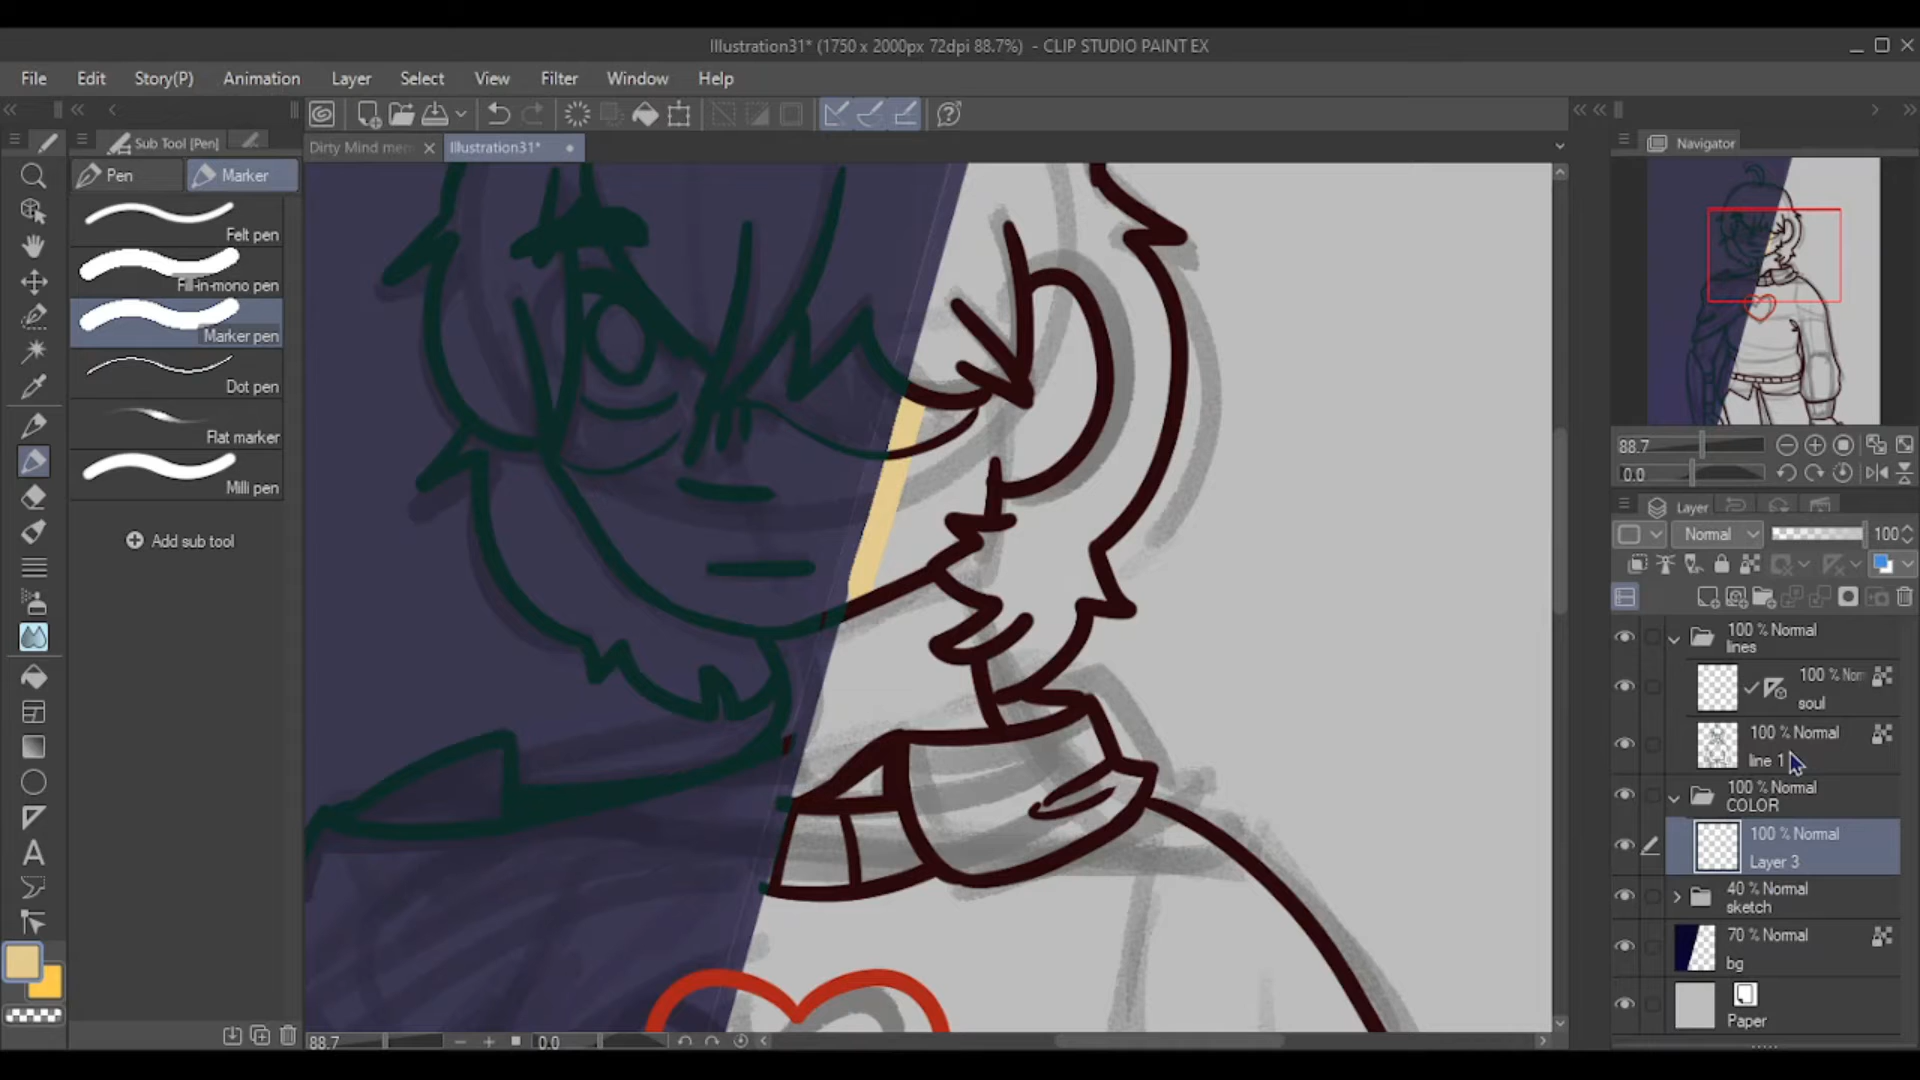 Illustration31* (1750 x 2000px 72dpi 88.7%) - CLIP STUDIO PAINT EX
File Edit Story(P) Animation Layer Select View Filter Window Help
Sub Tool [Pen]
Dirty Mind mem
Illustration31*
Navigator
Pen
Marker
Felt pen
Fill-in-mono pen
Marker pen
Dot pen
Flat marker
Milli pen
Add sub tool
88.7
0.0
Layer
Normal
100
100 % Normal
lines
100 % Nor
soul
100 % Normal
line 1
100 % Normal
COLOR
100 % Normal
Layer 3
40 % Normal
sketch
70 % Normal
bg
Paper
A
88.7
0.0